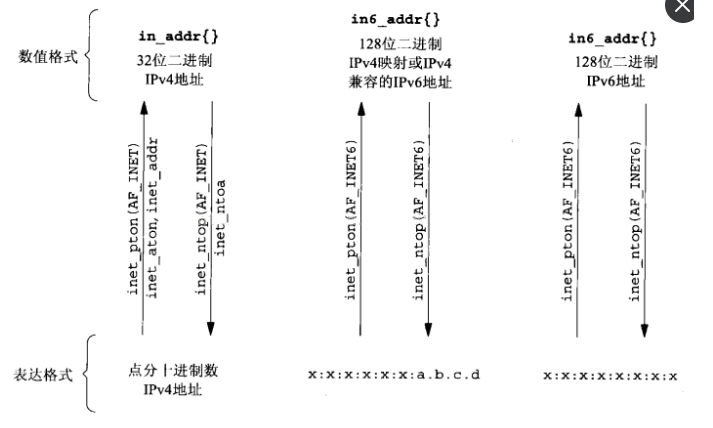 数值格式
in_addr{}
32位二进制
IPv4地址
in6_addr{}
128位二进制
IPv4映射或IPv4
兼容的IPv6地址
in6_addr{}
128位二进制
IPv6地址
inet_pton(AF_INET)
inet_aton,inet_addr
inet_ntop(AF_INET)
inet_ntoa
inet_pton(AF_INET6)
inet_ntop(AF_INET6)
inet_pton(AF_INET6)
inet_ntop(AF_INET6)
表达格式
点分十进制数
IPv4地址
x:x:x:x:x:x:a.b.c.d
x:x:x:x:x:x:x:x